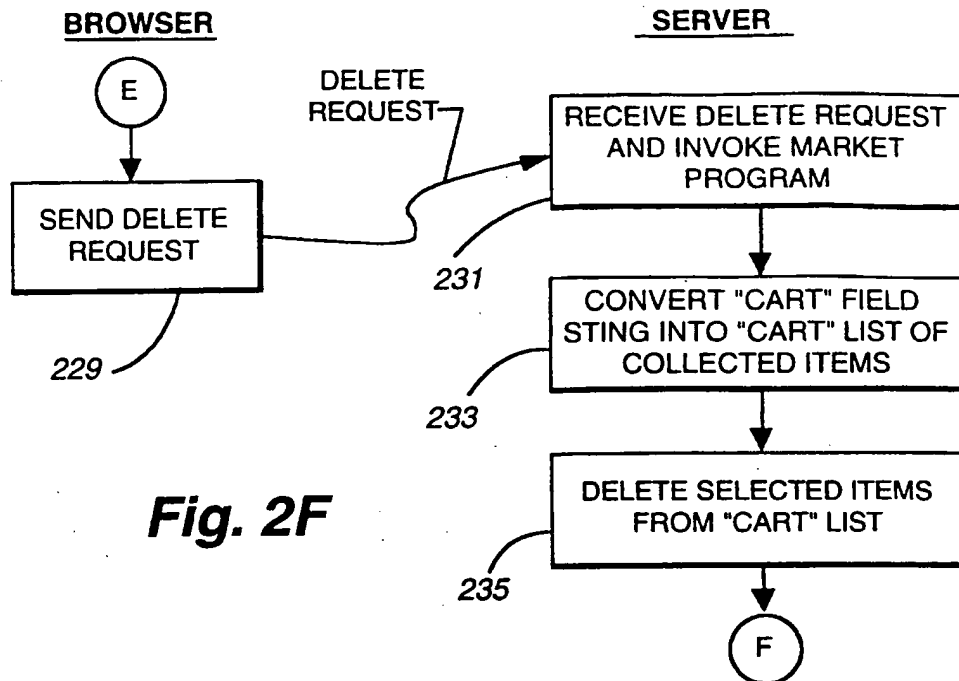 BROWSER
E
SEND DELETE
REQUEST
229
DELETE
REQUEST
SERVER
RECEIVE DELETE REQUEST
AND INVOKE MARKET
PROGRAM
231
CONVERT "CART" FIELD
STING INTO "CART" LIST OF
COLLECTED ITEMS
233
DELETE SELECTED ITEMS
FROM "CART" LIST
235
F
Fig. 2F